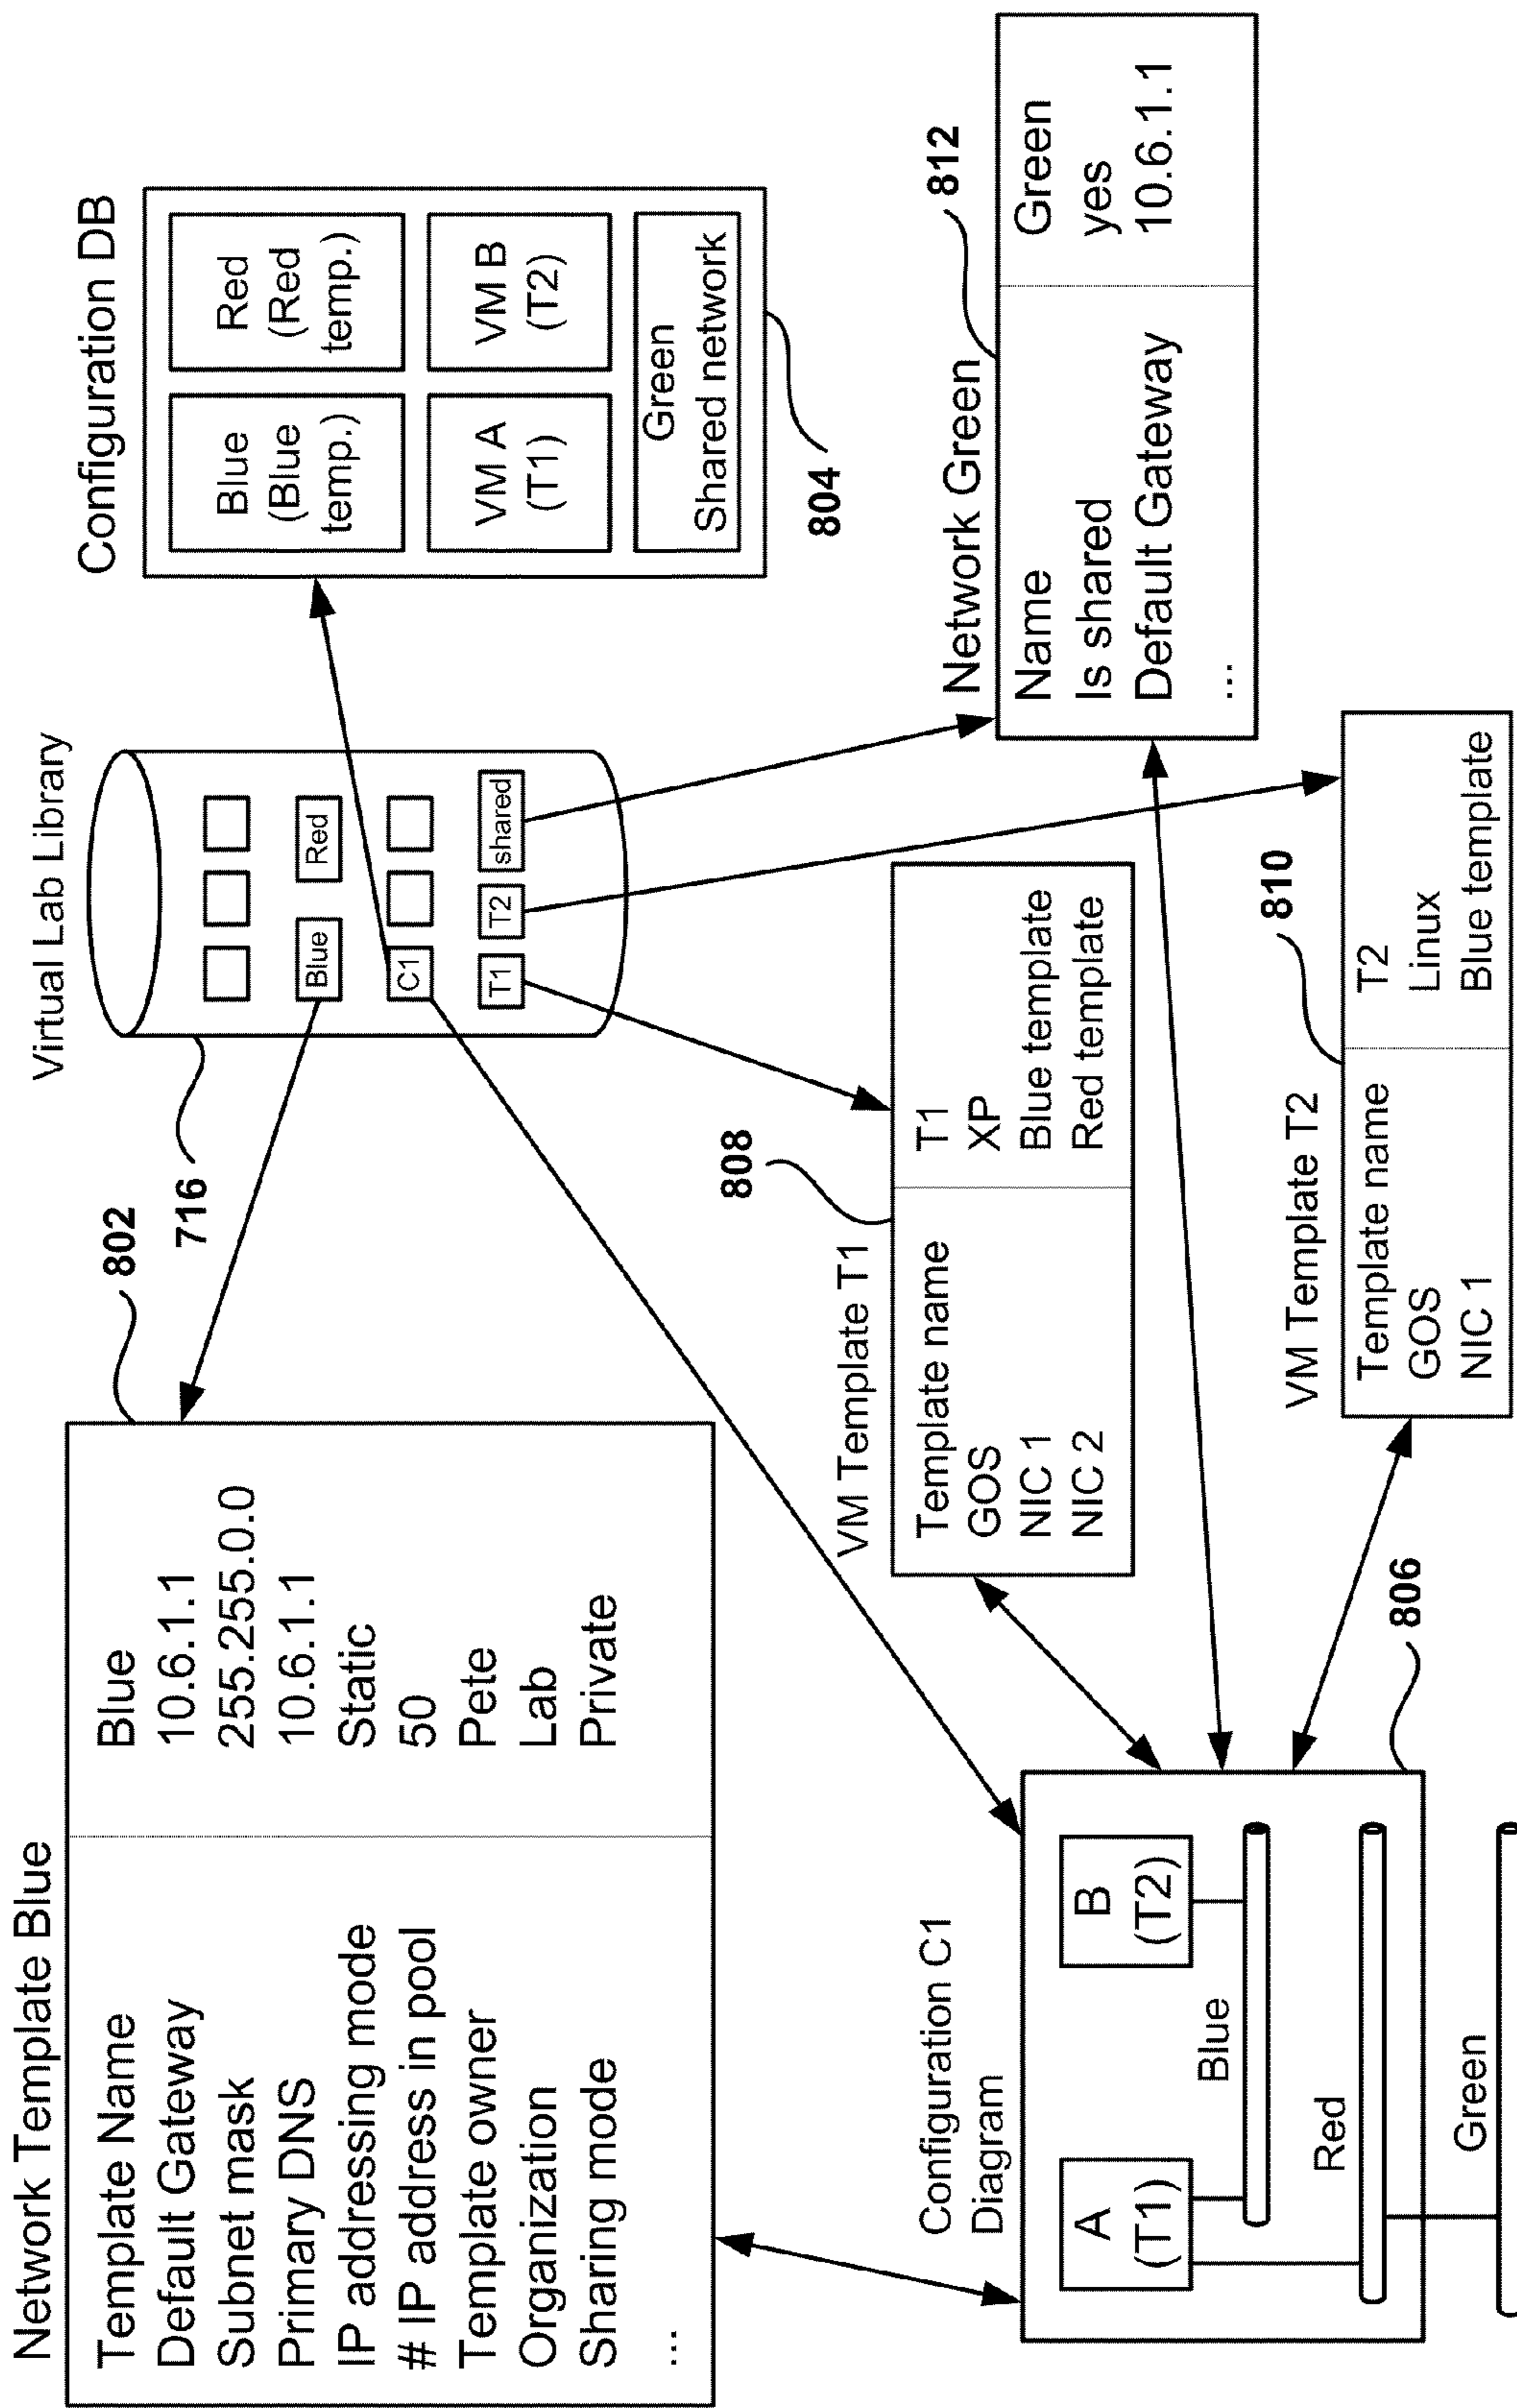 Network Template Blue
Template Name Blue
Default Gateway 10.6.1.1
Subnet mask 255.255.0.0
Primary DNS 10.6.1.1
IP addressing mode Static
# IP address in pool 50
Template owner Pete
Organization Lab
Sharing mode Private
...
802
716
Virtual Lab Library
Blue
Red
C1
T1
T2
shared
Configuration DB
Blue
(Blue
temp.)
Red
(Red
temp.)
VM A
(T1)
VM B
(T2)
Green
Shared network
804
VM Template T1
808
Template name T1
GOS XP
NIC 1 Blue template
NIC 2 Red template
Network Green
812
Name Green
Is shared yes
Default Gateway 10.6.1.1
...
VM Template T2
810
Template name T2
GOS Linux
NIC 1 Blue template
Configuration C1
Diagram
806
A
(T1)
B
(T2)
Blue
Red
Green